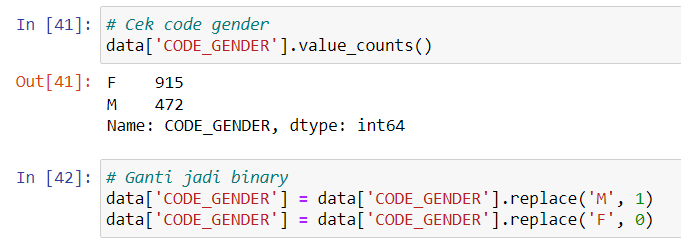 In [41]: # Cek code gender
data['CODE_GENDER'].value_counts()
Out[41]: F    915
M    472
Name: CODE_GENDER, dtype: int64
In [42]: # Ganti jadi binary
data['CODE_GENDER'] = data['CODE_GENDER'].replace('M', 1)
data['CODE_GENDER'] = data['CODE_GENDER'].replace('F', 0)